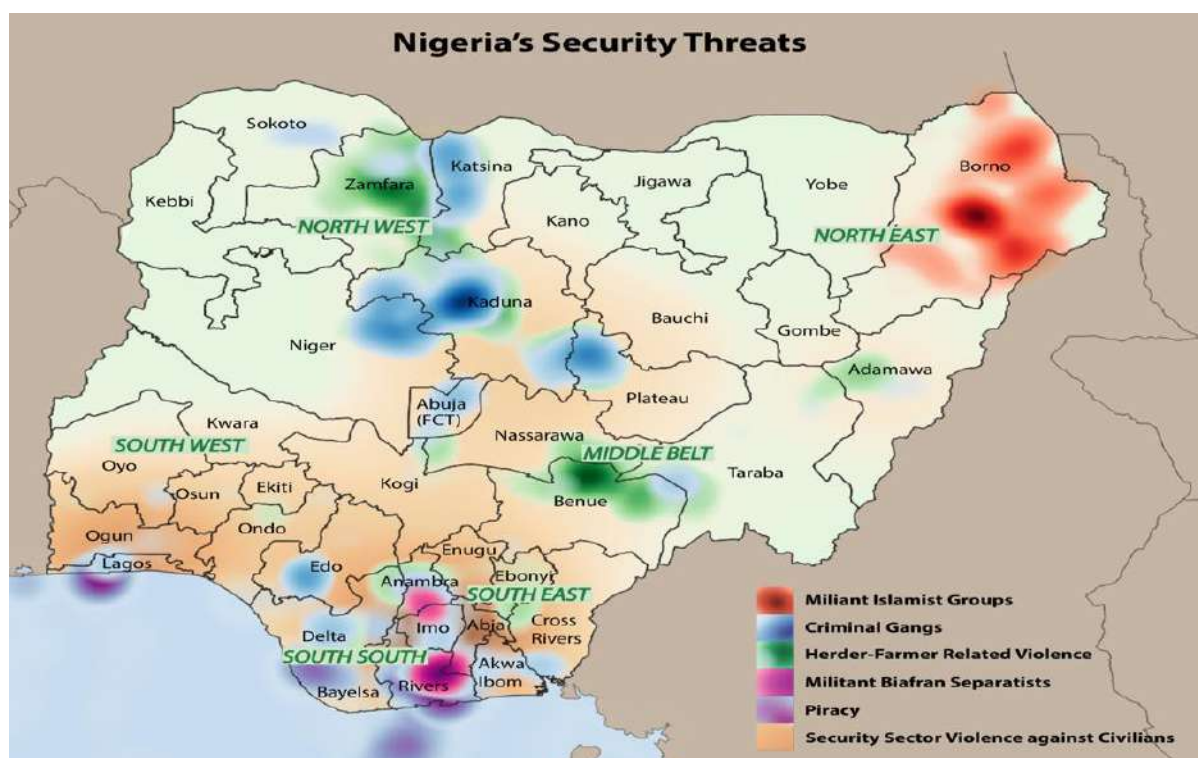 Nigeria's Security Threats
Sokoto
Katsina
Borno
Zamfara
Jigawa
Yobe
Kebbi
Kano
NORTH WEST
NORTH EAST
Kaduna
Bauchi
Niger
Gombe
Adamawa
Abuja
(FCT)
Plateau
Kwara
Nassarawa
SOUTH WEST
MIDDLE BELT
Oyo
Taraba
Osun
Ekiti
Kogi
Benue
Ogun
Ondo
Enugu
Lagos
Edo
Anambra
Ebony
SOUTH EAST
Delta
Imo
Abia
Cross
Rivers
SOUTH SOUTH
Akwa
Ibom
Bayelsa
Rivers
Miliant Islamist Groups
Criminal Gangs
Herder-Farmer Related Violence
Militant Biafran Separatists
Piracy
Security Sector Violence against Civilians